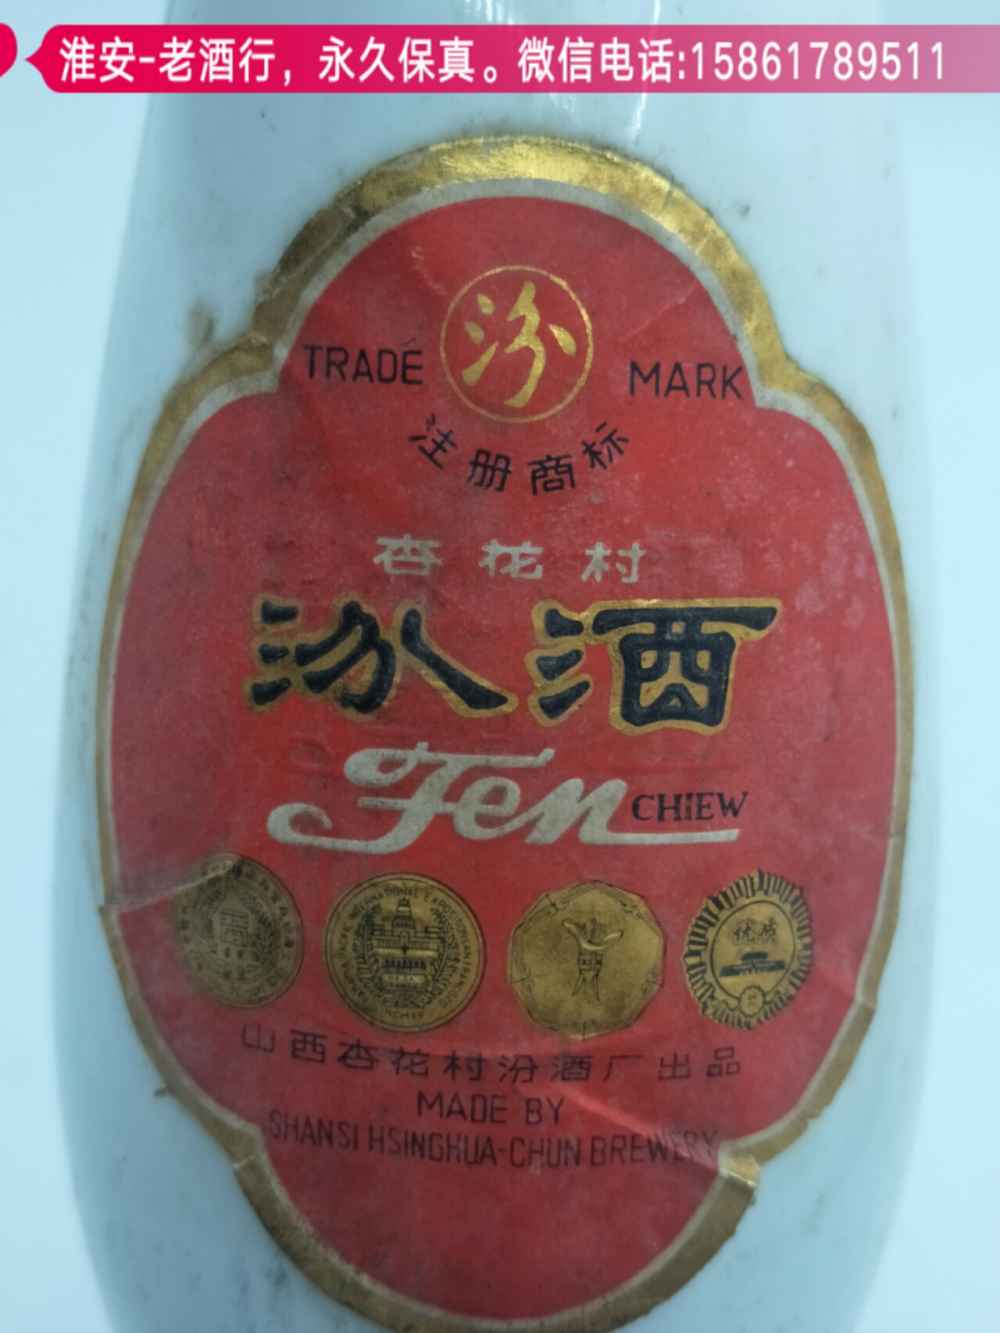 淮安-老酒行，永久保真。微信电话:15861789511
汾
TRADE MARK
注册商标
杏花村
汾酒
Fen CHIEW
优质
山西杏花村汾酒厂出品
MADE BY
SHANSI HSINGHUA-CHUN BREWERY